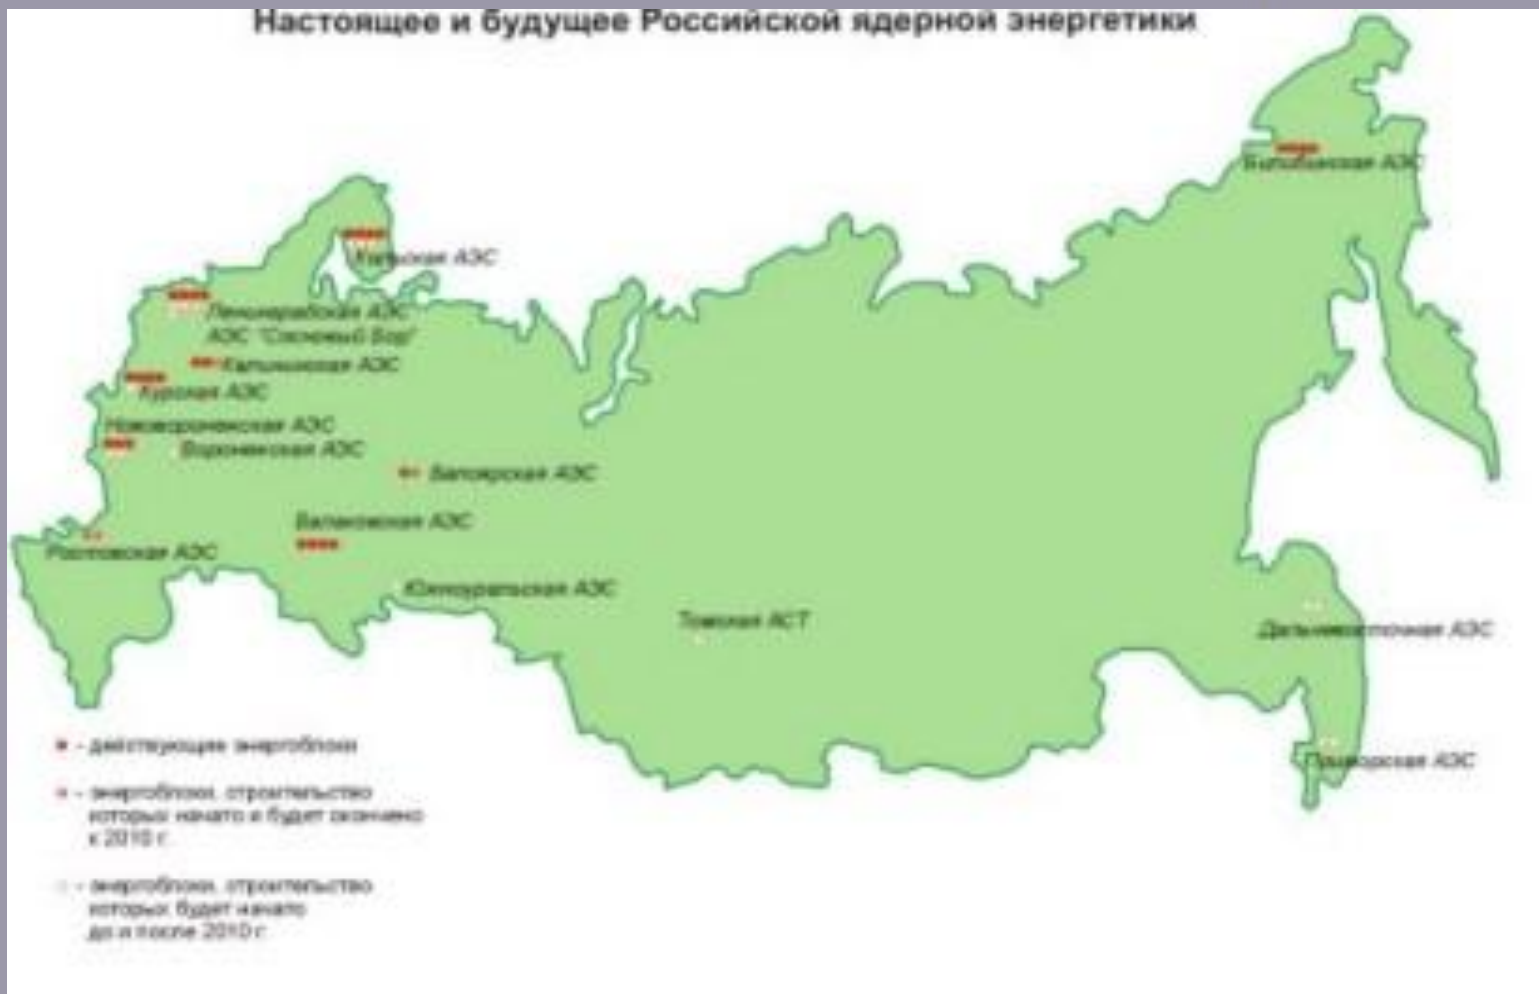 Настоящее и будущее Российской ядерной энергетики
Билибинская АЭС
Кольская АЭС
Ленинградская АЭС
АЭС "Сосновый Бор"
Калининская АЭС
Курская АЭС
Нововоронежская АЭС
Воронежская АЭС
Белоярская АЭС
Балаковская АЭС
Ростовская АЭС
Южноуральская АЭС
Томская АСТ
Дальневосточная АЭС
Приморская АЭС
- действующие энергоблоки
- энергоблоки, строительство
которых начато и будет окончено
к 2010 г.
- энергоблоки, строительство
которых будет начато
до и после 2010 г.